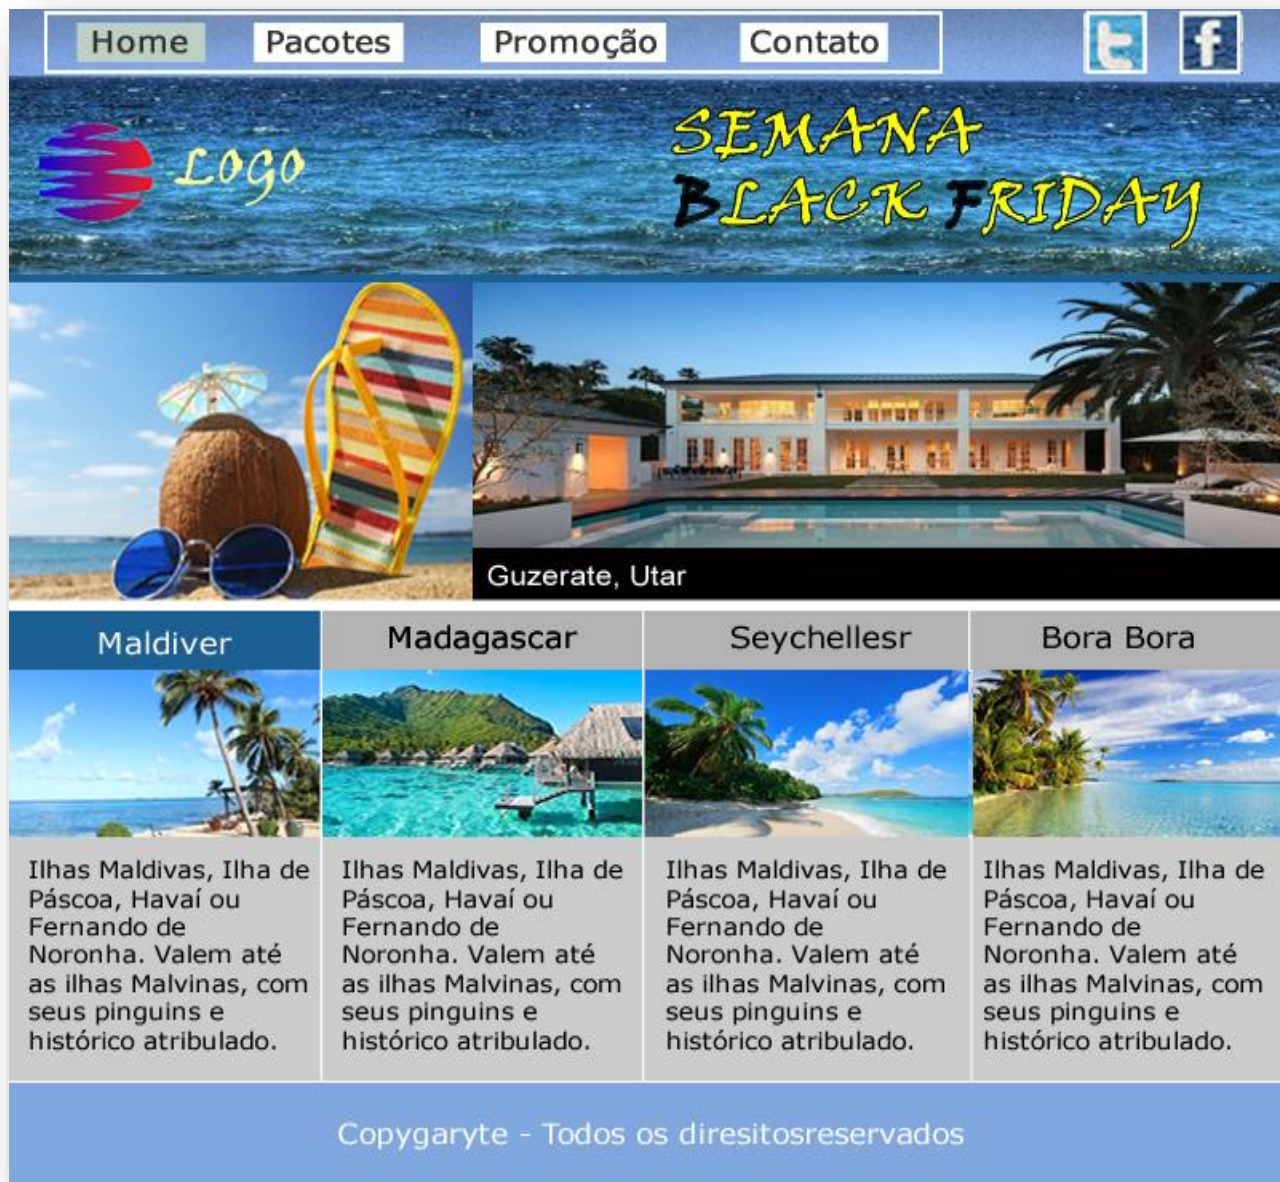 Home Pacotes Promoção Contato
LOGO
SEMANA
BLACK FRIDAY
Guzerate, Utar
Maldiver
Ilhas Maldivas, Ilha de
Páscoa, Havaí ou
Fernando de
Noronha. Valem até
as ilhas Malvinas, com
seus pinguins e
histórico atribulado.
Madagascar
Ilhas Maldivas, Ilha de
Páscoa, Havaí ou
Fernando de
Noronha. Valem até
as ilhas Malvinas, com
seus pinguins e
histórico atribulado.
Seychellesr
Ilhas Maldivas, Ilha de
Páscoa, Havaí ou
Fernando de
Noronha. Valem até
as ilhas Malvinas, com
seus pinguins e
histórico atribulado.
Bora Bora
Ilhas Maldivas, Ilha de
Páscoa, Havaí ou
Fernando de
Noronha. Valem até
as ilhas Malvinas, com
seus pinguins e
histórico atribulado.
Copygaryte - Todos os diresitosreservados